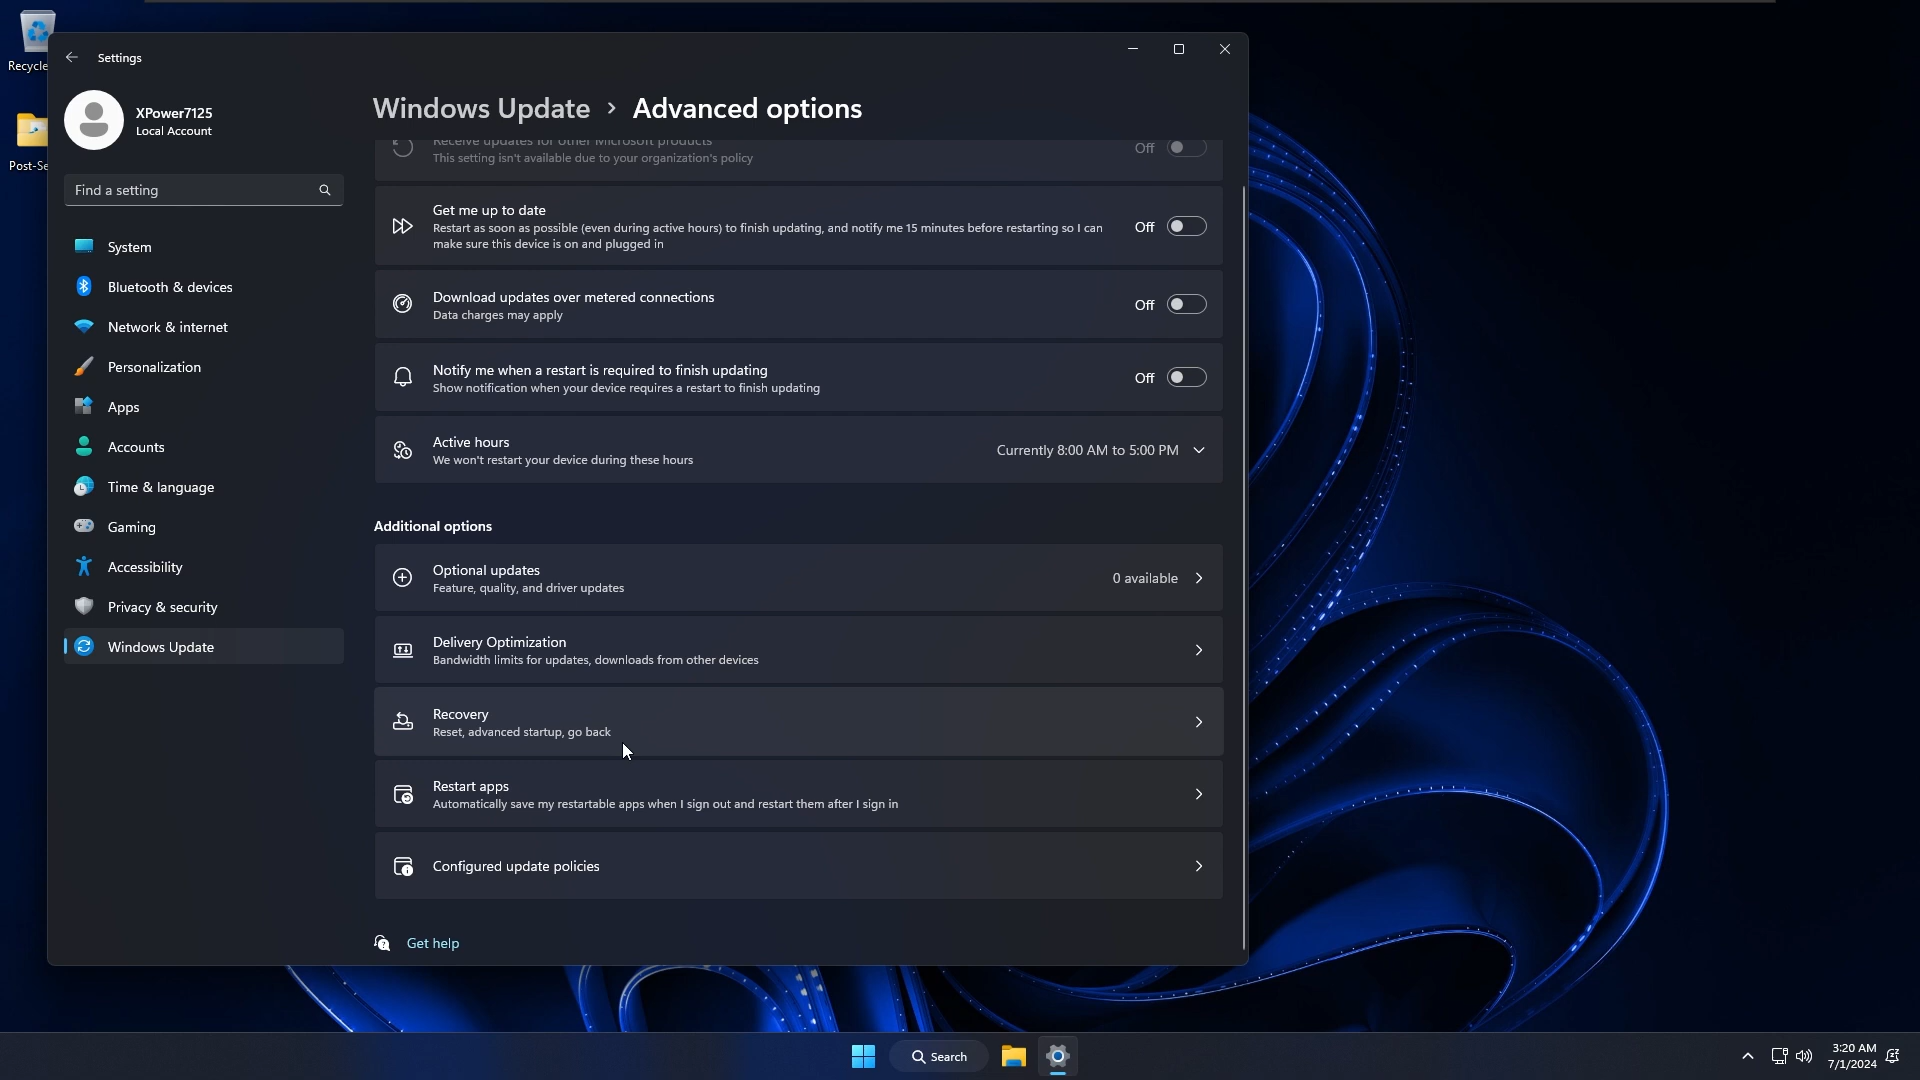 Recycle
Post-Se
Settings
XPower7125
Local Account
Find a setting
System
Bluetooth & devices
Network & internet
Personalization
Apps
Accounts
Time & language
Gaming
Accessibility
Privacy & security
Windows Update
Windows Update > Advanced options
Receive updates for other Microsoft products
This setting isn't available due to your organization's policy
Off
Get me up to date
Restart as soon as possible (even during active hours) to finish updating, and notify me 15 minutes before restarting so I can
make sure this device is on and plugged in
Off
Download updates over metered connections
Data charges may apply
Off
Notify me when a restart is required to finish updating
Show notification when your device requires a restart to finish updating
Off
Active hours
We won't restart your device during these hours
Currently 8:00 AM to 5:00 PM
Additional options
Optional updates
Feature, quality, and driver updates
0 available
Delivery Optimization
Bandwidth limits for updates, downloads from other devices
Recovery
Reset, advanced startup, go back
Restart apps
Automatically save my restartable apps when I sign out and restart them after I sign in
Configured update policies
Get help
Search
3:20 AM
7/1/2024